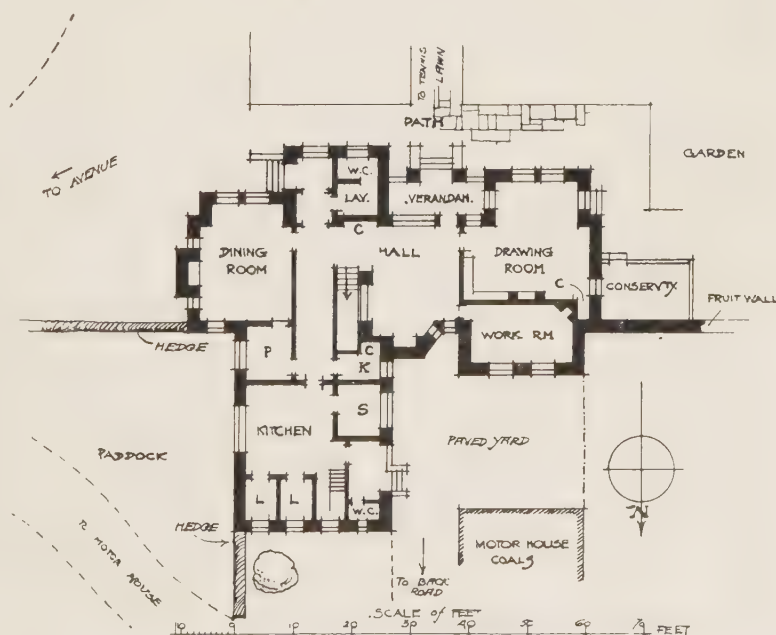 TO TENNIS
LAWN
PATH
GARDEN
TO AVENUE
W.C.
LAV.
VERANDAH.
C
DINING
ROOM
HALL
DRAWING
ROOM
C
CONSERVTY
FRUIT WALL
HEDGE
P
C
K
WORK RM
S
KITCHEN
PAVED YARD
PADDOCK
L
L
W.C.
N
HEDGE
TO MOTOR HOUSE
MOTOR HOUSE
COALS
TO BACK
ROAD
SCALE of FEET
10 0 10 20 30 40 50 60 70 FEET